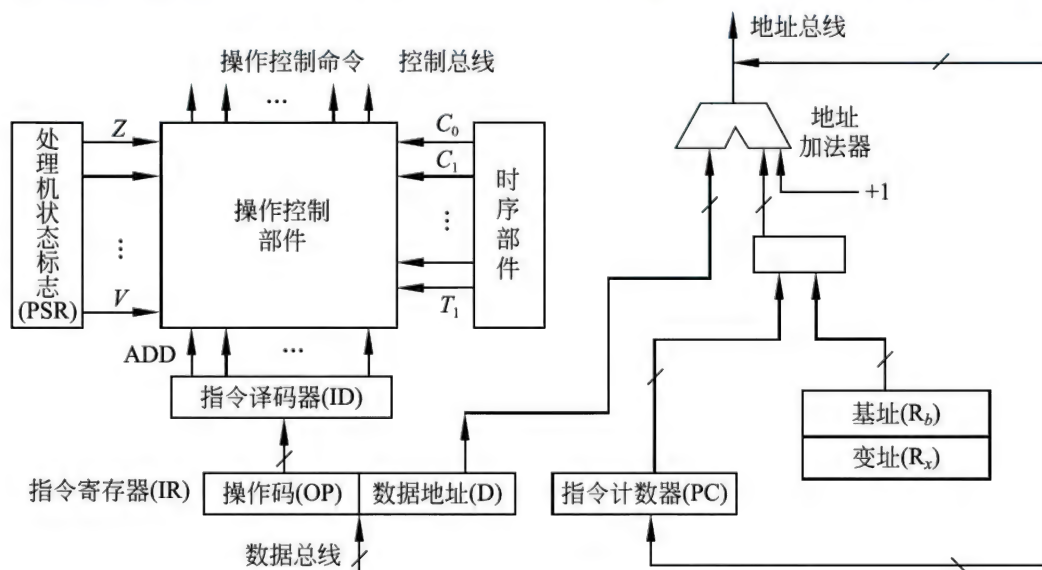 地址总线
操作控制命令 控制总线
...
处理机状态标志(PSR)
Z
⋮
V
操作控制
部件
C₀
C₁
⋮
T₁
时序部件
地址
加法器
+1
ADD
...
指令译码器(ID)
基址(R_b)
变址(R_x)
指令寄存器(IR) 操作码(OP) 数据地址(D) 指令计数器(PC)
数据总线